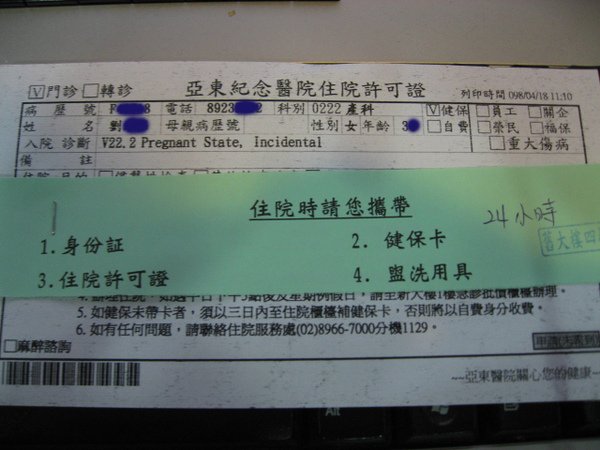 V門診 轉診 亞東紀念醫院住院許可證 列印時間 098/04/18 11:10
病歷號 電話 8923 科別 0222 產科 V健保 員工 關企
姓名 劉 母親病歷號 性別 女 年齡 3 自費 榮民 福保
入院診斷 V22.2 Pregnant State, Incidental 重大傷病
備註
住院時請您攜帶
24小時
1.身份証 2. 健保卡
舊大樓四
3.住院許可證 4. 盥洗用具
5. 如健保未帶卡者, 須以三日內至住院櫃檯補健保卡, 否則將以自費身分收費。
6. 如有任何問題, 請聯絡住院服務處(02)8966-7000分機1129。
麻醉諮詢
~~亞東醫院關心您的健康~
Alt